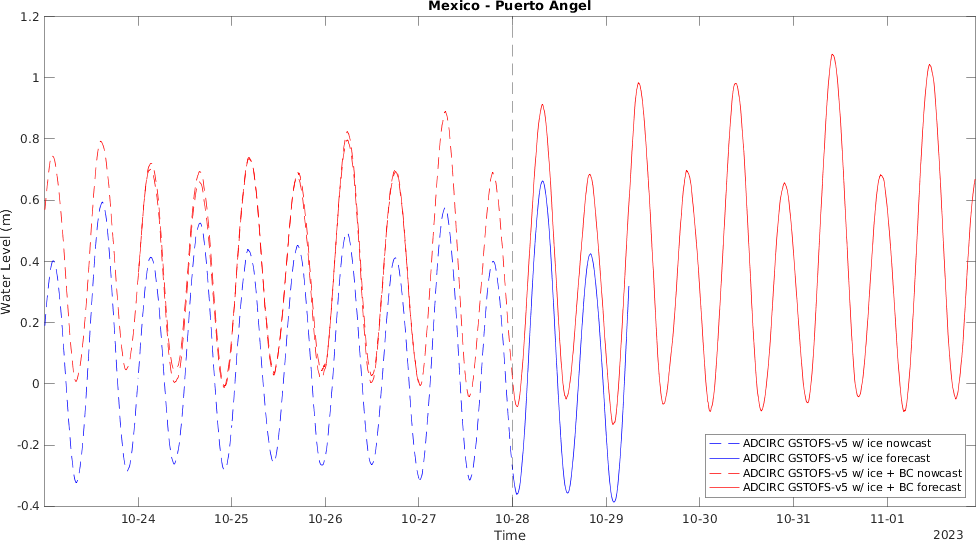 Mexico - Puerto Angel
1.2
1
0.8
0.6
0.4
0.2
0
-0.2
-0.4
Water Level (m)
ADCIRC GSTOFS-v5 w/ ice nowcast
ADCIRC GSTOFS-v5 w/ ice forecast
ADCIRC GSTOFS-v5 w/ ice + BC nowcast
ADCIRC GSTOFS-v5 w/ ice + BC forecast
10-24 10-25 10-26 10-27 10-28 10-29 10-30 10-31 11-01
Time
2023